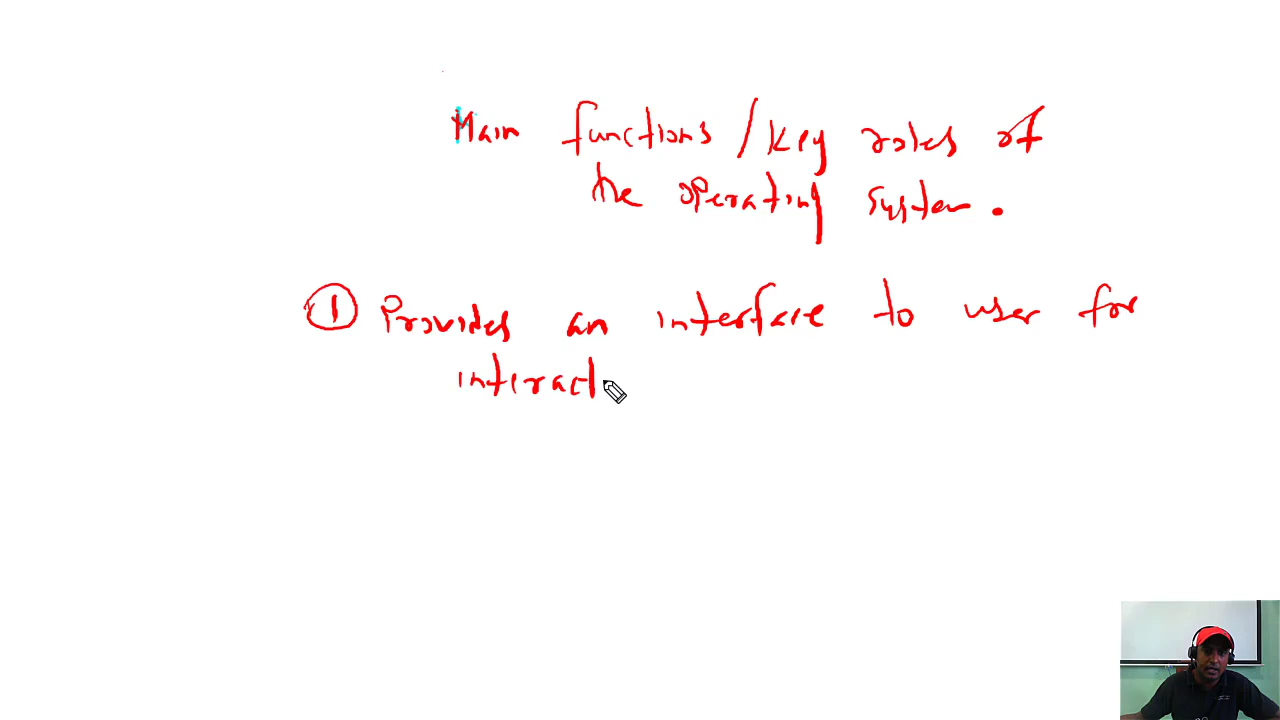 Main functions / key roles of
the operating system.
① Provides an interface to user for
interact